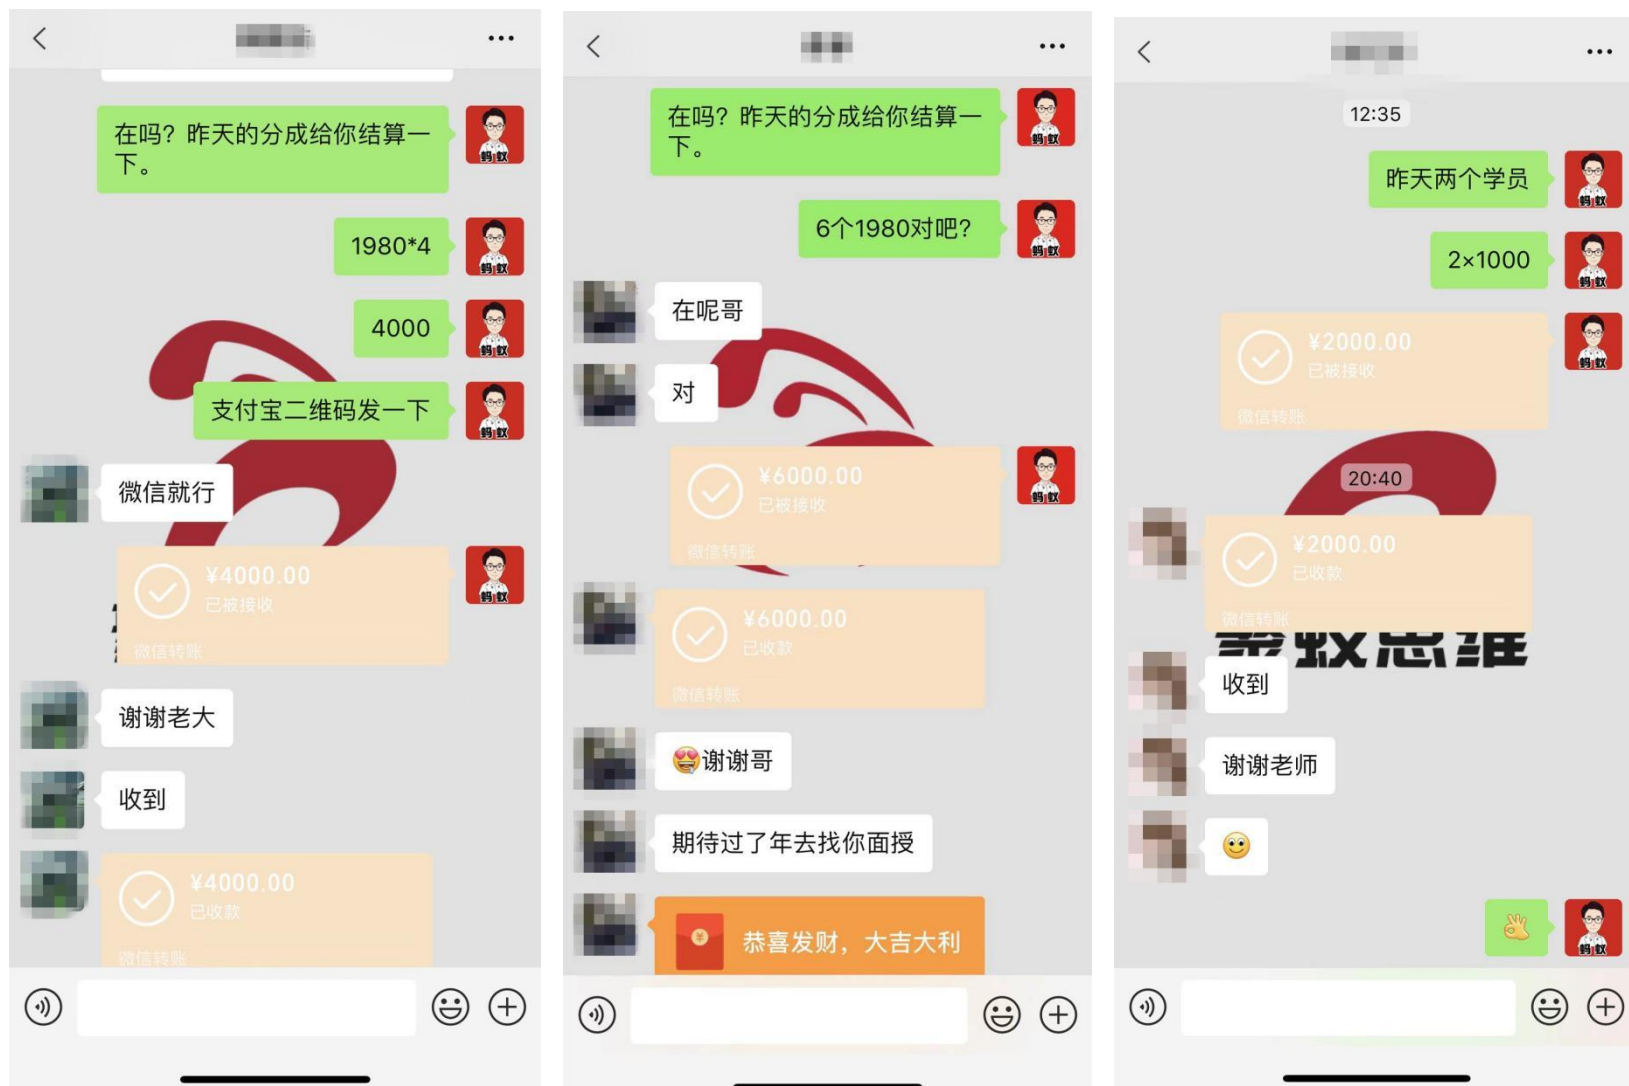 在吗？昨天的分成给你结算一
下。
1980*4
4000
支付宝二维码发一下
微信就行
¥4000.00
已被接收
微信转账
谢谢老大
收到
¥4000.00
已收款
微信转账
在吗？昨天的分成给你结算一
下。
6个1980对吧？
在呢哥
对
¥6000.00
已被接收
微信转账
¥6000.00
已收款
微信转账
谢谢哥
期待过了年去找你面授
恭喜发财，大吉大利
12:35
昨天两个学员
2×1000
¥2000.00
已被接收
微信转账
20:40
¥2000.00
已收款
微信转账
蚁思维
收到
谢谢老师
蚂蚁